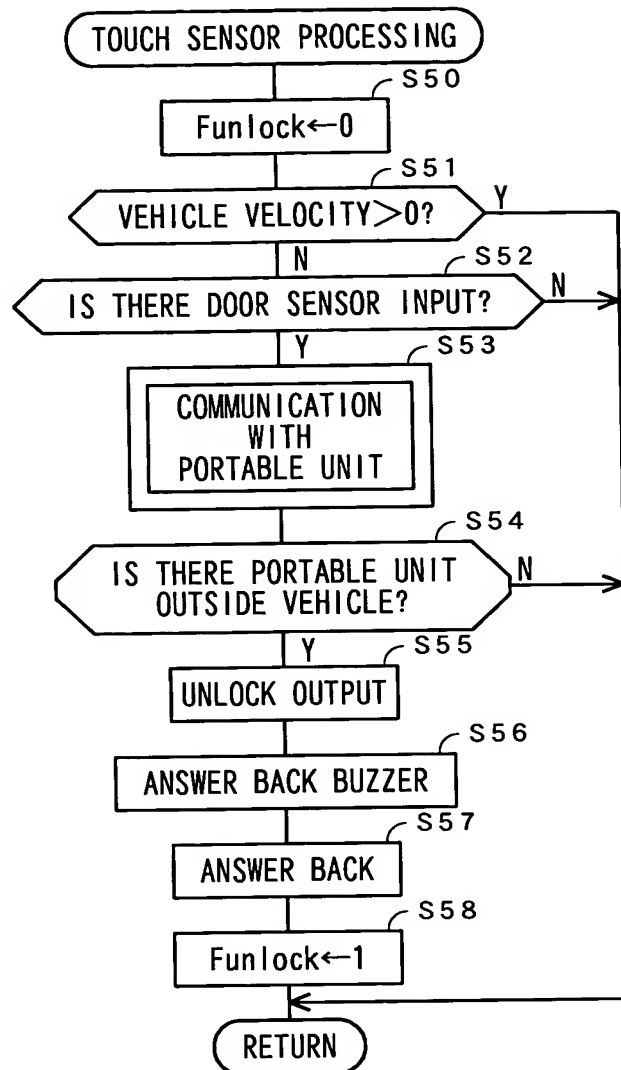 TOUCH SENSOR PROCESSING
S50
Funlock←0
S51
VEHICLE VELOCITY>0?
Y
N
S52
IS THERE DOOR SENSOR INPUT?
N
Y
S53
COMMUNICATION
WITH
PORTABLE UNIT
S54
IS THERE PORTABLE UNIT
OUTSIDE VEHICLE?
N
Y
S55
UNLOCK OUTPUT
S56
ANSWER BACK BUZZER
S57
ANSWER BACK
S58
Funlock←1
RETURN